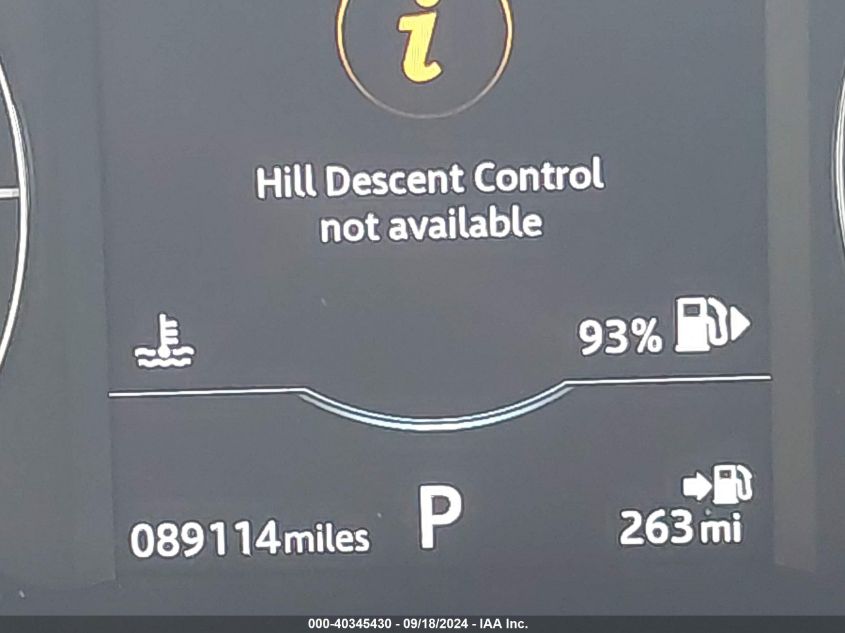 i
Hill Descent Control
not available
93%
089114miles
P
263 mi
000-40345430 - 09/18/2024 - IAA Inc.